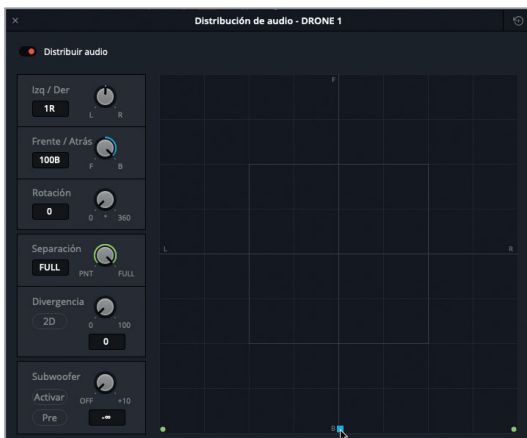 Distribución de audio - DRONE 1
Distribuir audio
Izq / Der
1R
L R
Frente / Atrás
100B
F B
Rotación
0
0 ° 360
Separación
FULL
PNT FULL
Divergencia
2D
0 100
0
Subwoofer
Activar
OFF +10
Pre
-∞
F
L
R
B